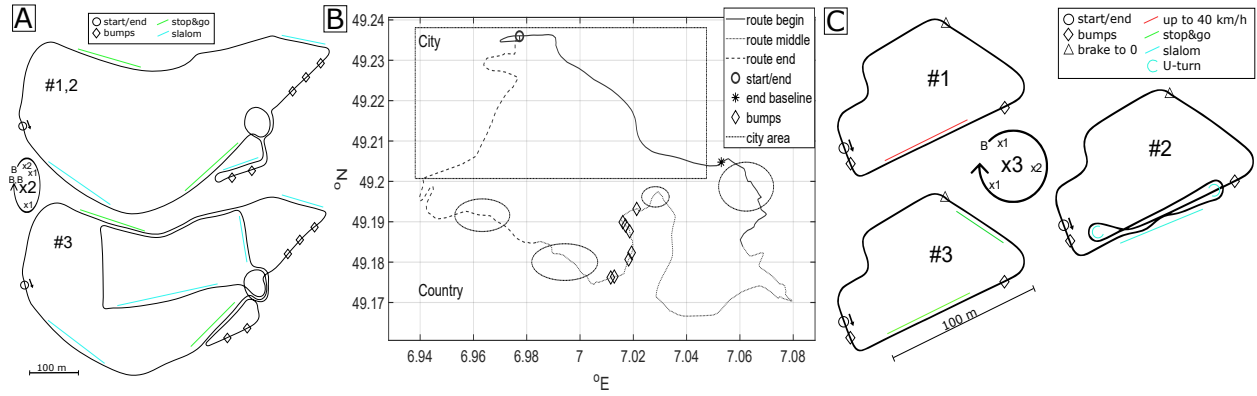 A
start/end
bumps
stop&go
slalom
#1,2
B
x2
B,B
x1
x2
x1
#3
100 m
B
49.24
49.23
49.22
49.21
49.2
49.19
49.18
49.17
ºN
City
Country
6.94
6.96
6.98
7
7.02
7.04
7.06
7.08
ºE
route begin
route middle
route end
start/end
end baseline
bumps
city area
C
start/end
bumps
brake to 0
up to 40 km/h
stop&go
slalom
U-turn
#1
B
x1
x3
x2
x1
#2
#3
100 m